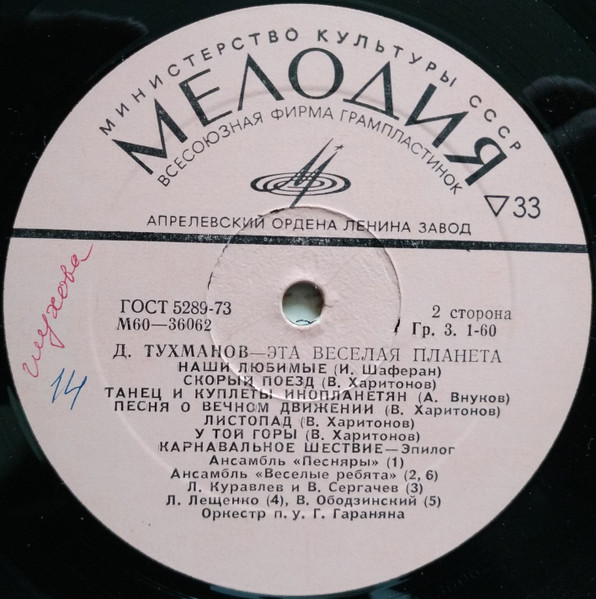 МИНИСТЕРСТВО КУЛЬТУРЫ СССР
МЕЛОДИЯ
ВСЕСОЮЗНАЯ ФИРМА ГРАМПЛАСТИНОК
▽33
АПРЕЛЕВСКИЙ ОРДЕНА ЛЕНИНА ЗАВОД
ГОСТ 5289-73
М60—36062
2 сторона
Гр. 3. 1-60
14
Д. ТУХМАНОВ—ЭТА ВЕСЕЛАЯ ПЛАНЕТА
НАШИ ЛЮБИМЫЕ (И. Шаферан)
СКОРЫЙ ПОЕЗД (В. Харитонов)
ТАНЕЦ И КУПЛЕТЫ ИНОПЛАНЕТЯН (А. Внуков)
ПЕСНЯ О ВЕЧНОМ ДВИЖЕНИИ (В. Харитонов)
ЛИСТОПАД (В. Харитонов)
У ТОЙ ГОРЫ (В. Харитонов)
КАРНАВАЛЬНОЕ ШЕСТВИЕ—Эпилог
Ансамбль «Песняры» (1)
Ансамбль «Веселые ребята» (2, 6)
Л. Куравлев и В. Сергачев (3)
Л. Лещенко (4), В. Ободзинский (5)
Оркестр п. у. Г. Гараняна